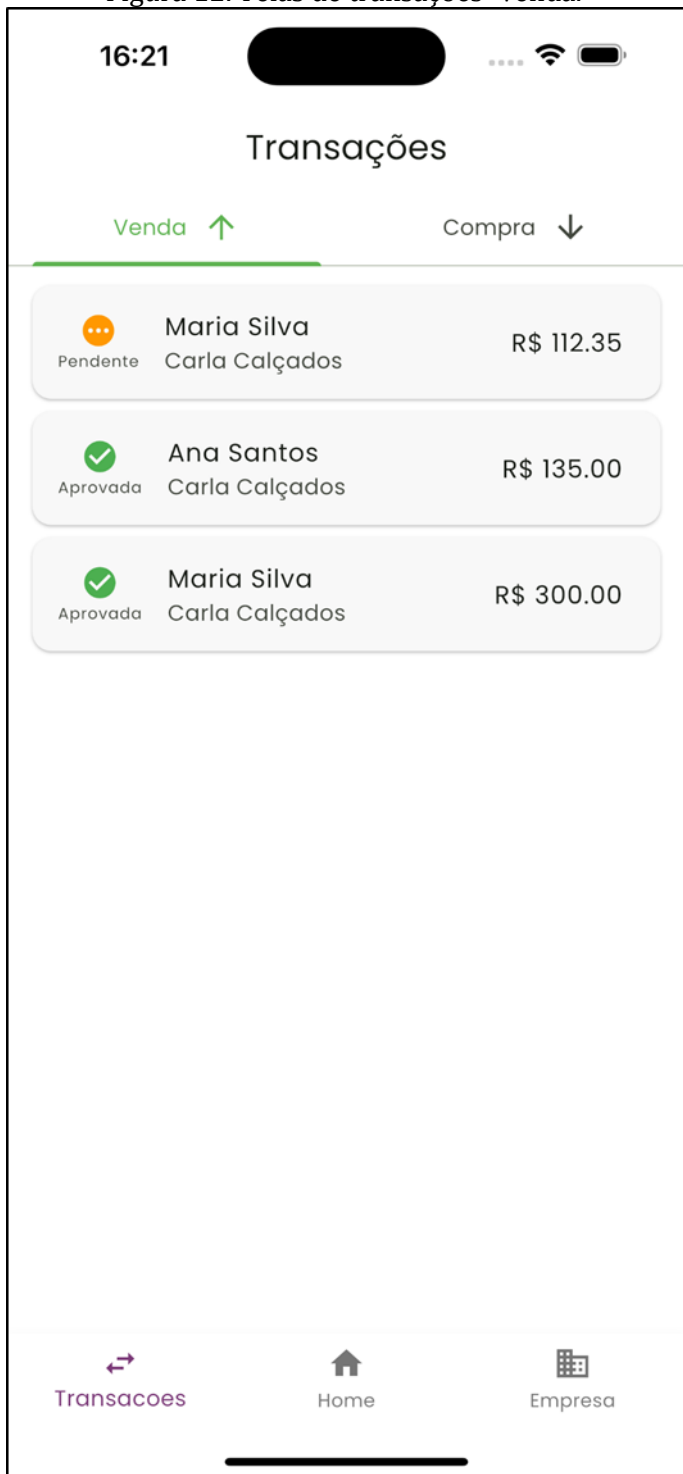 16:21
Transações
Venda
Compra
Maria Silva
Pendente
Carla Calçados
R$ 112.35
Ana Santos
Aprovada
Carla Calçados
R$ 135.00
Maria Silva
Aprovada
Carla Calçados
R$ 300.00
Transacoes
Home
Empresa